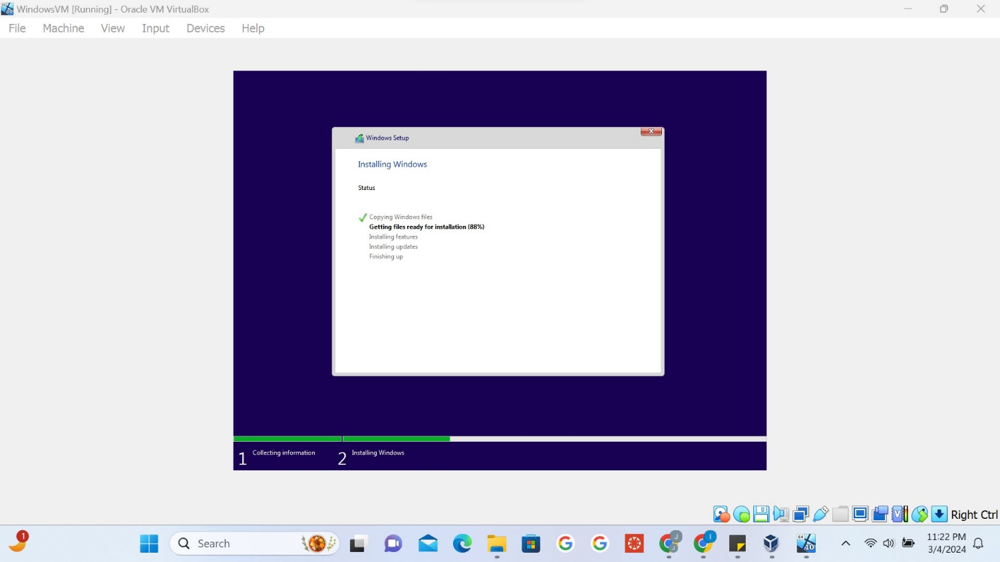 WindowsVM [Running] - Oracle VM VirtualBox
File Machine View Input Devices Help
Windows Setup
Installing Windows
Status
Copying Windows files
Getting files ready for installation (88%)
Installing features
Installing updates
Finishing up
1 Collecting information 2 Installing Windows
Right Ctrl
1
Search
11:22 PM
3/4/2024